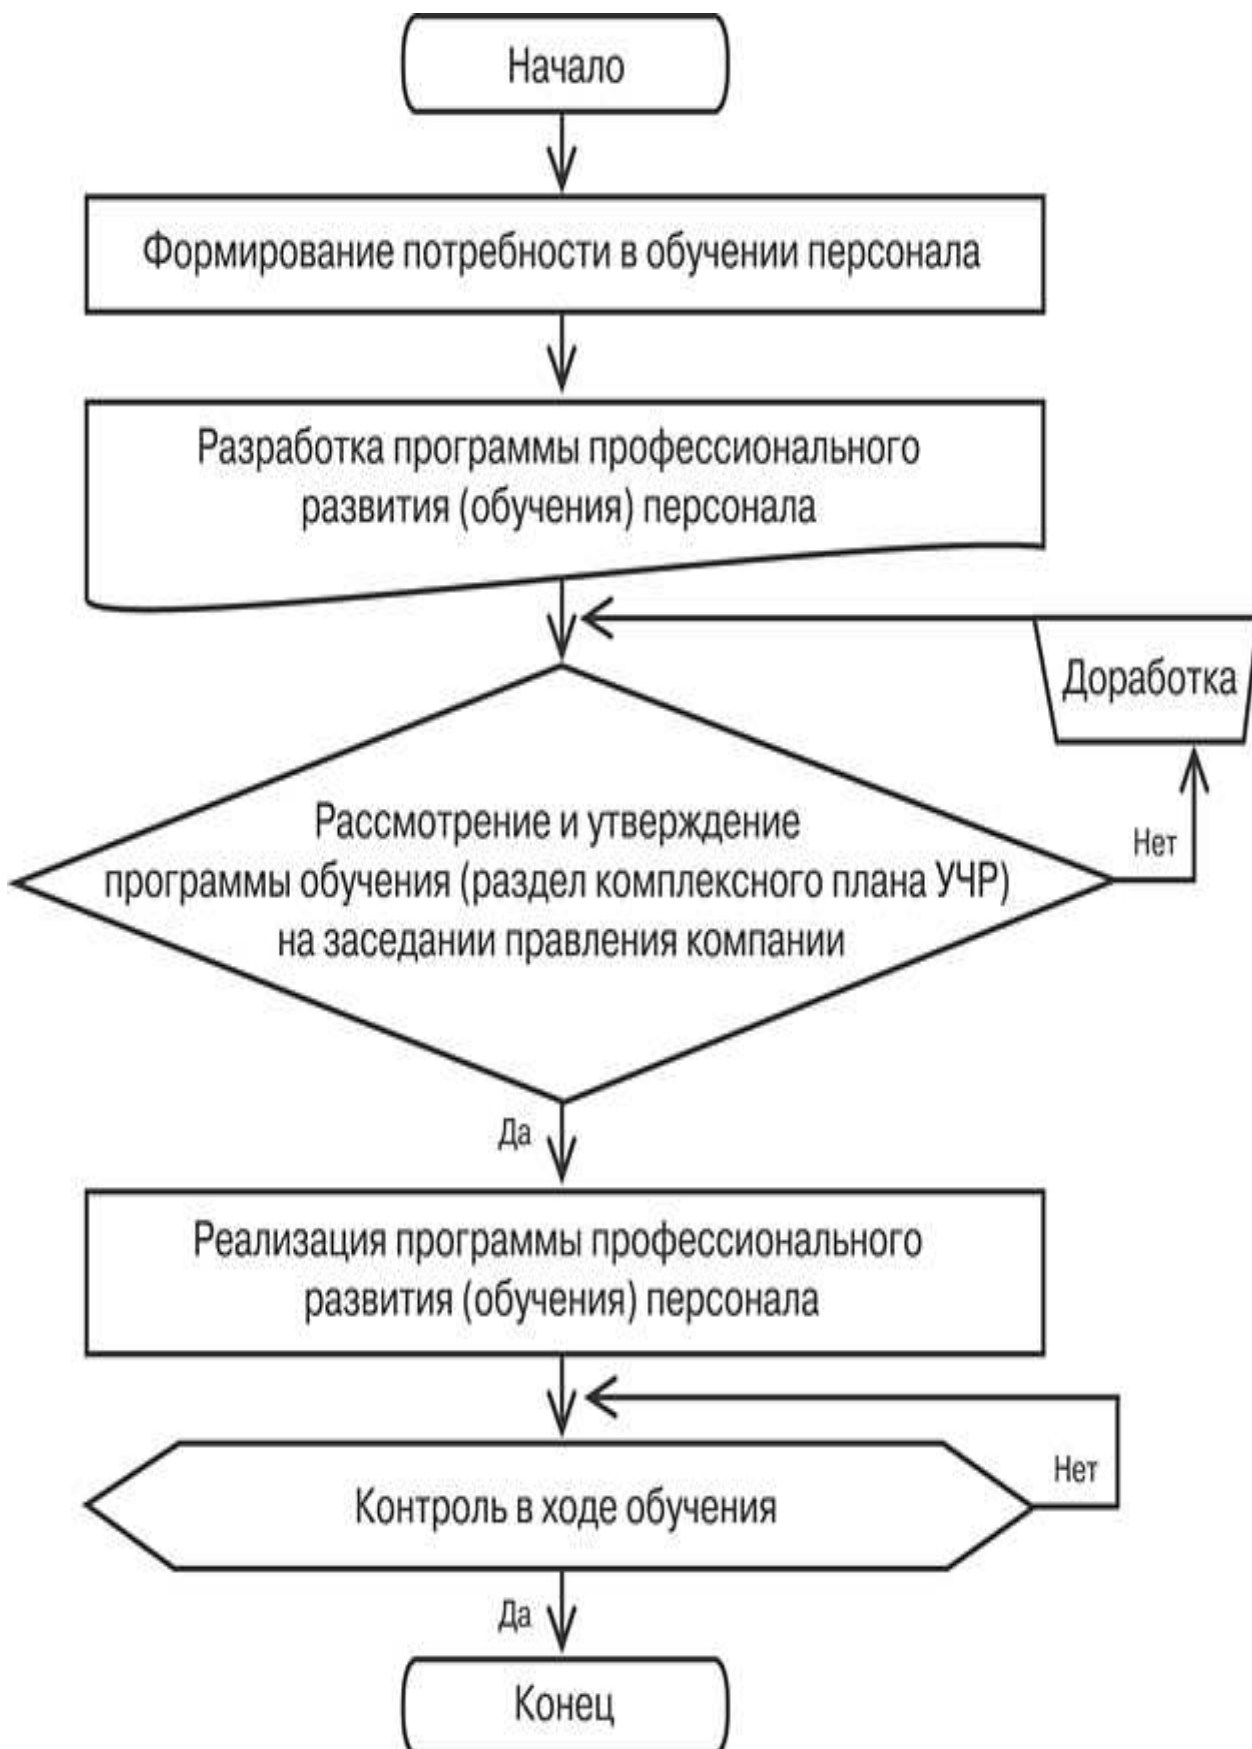 Начало
Формирование потребности в обучении персонала
Разработка программы профессионального
развития (обучения) персонала
Доработка
Нет
Рассмотрение и утверждение
программы обучения (раздел комплексного плана УЧР)
на заседании правления компании
Да
Реализация программы профессионального
развития (обучения) персонала
Нет
Контроль в ходе обучения
Да
Конец